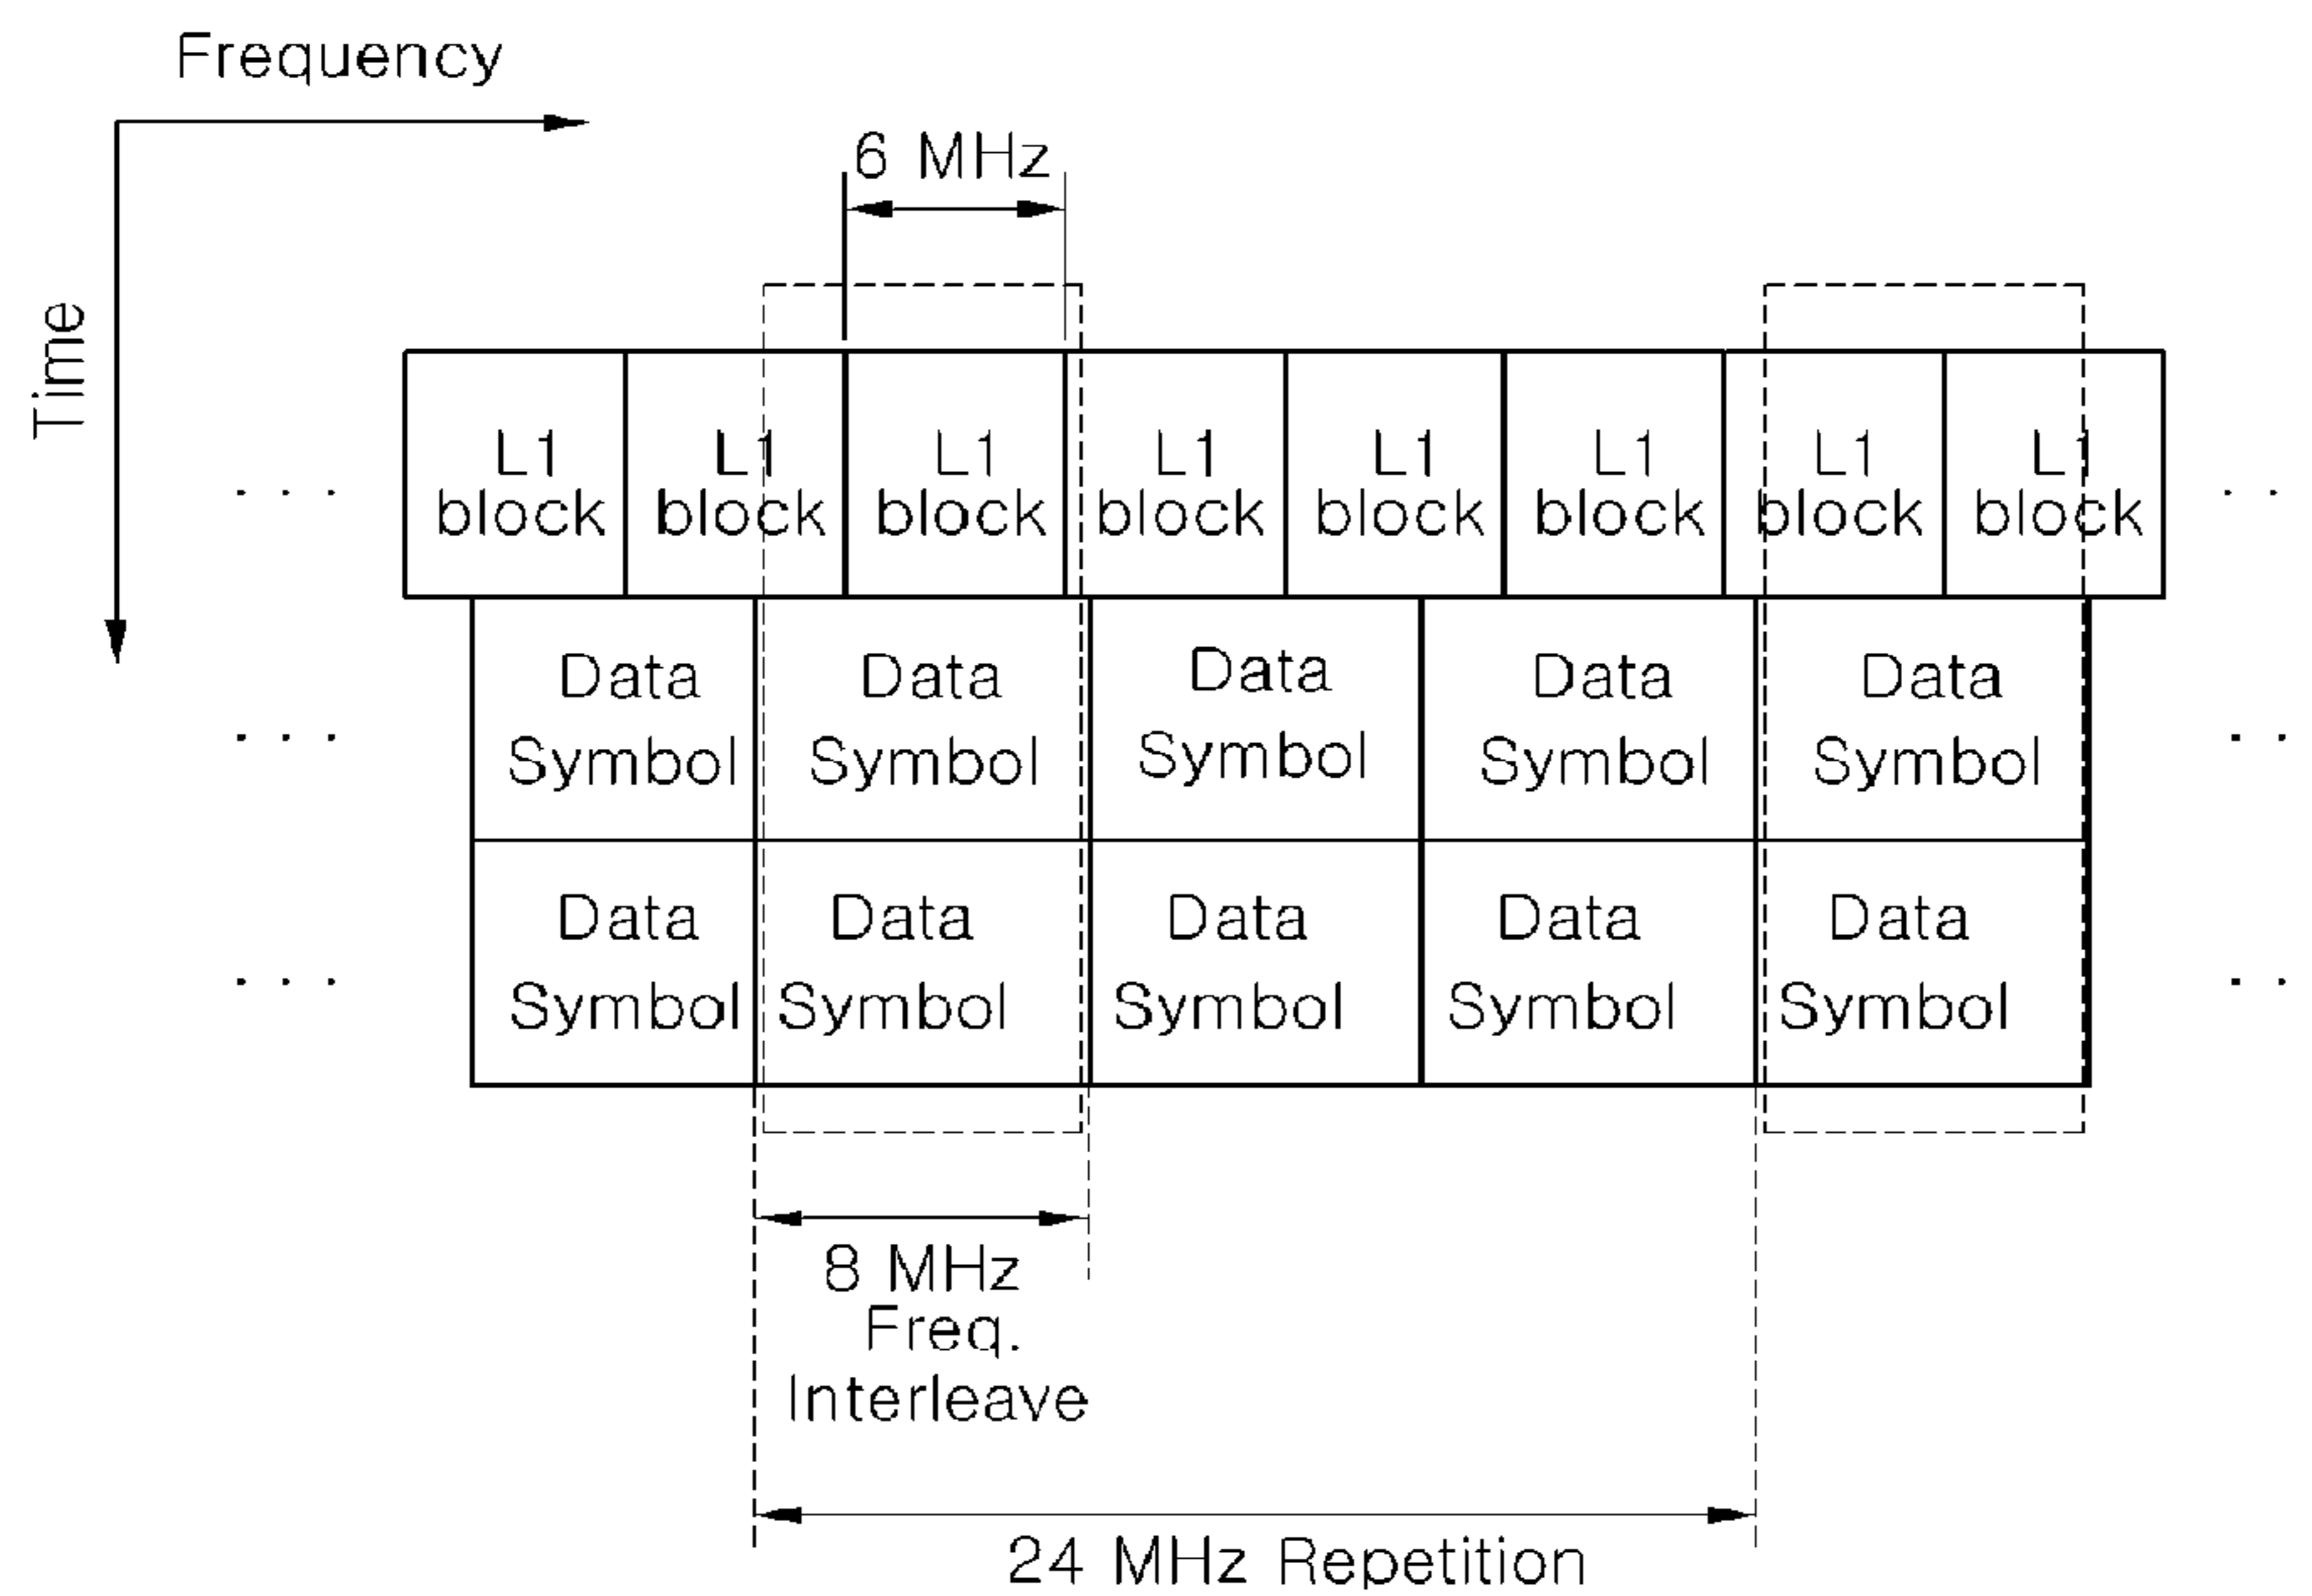 Frequency
6 MHz
Time
L1 L1 L1 L1 L1 L1 L1 L1
. . . block block block block block block block block . .
Data Data Data Data Data
. . . Symbol Symbol Symbol Symbol Symbol . .
Data Data Data Data Data
. . . Symbol Symbol Symbol Symbol Symbol . .
8 MHz
Freq.
Interleave
24 MHz Repetition